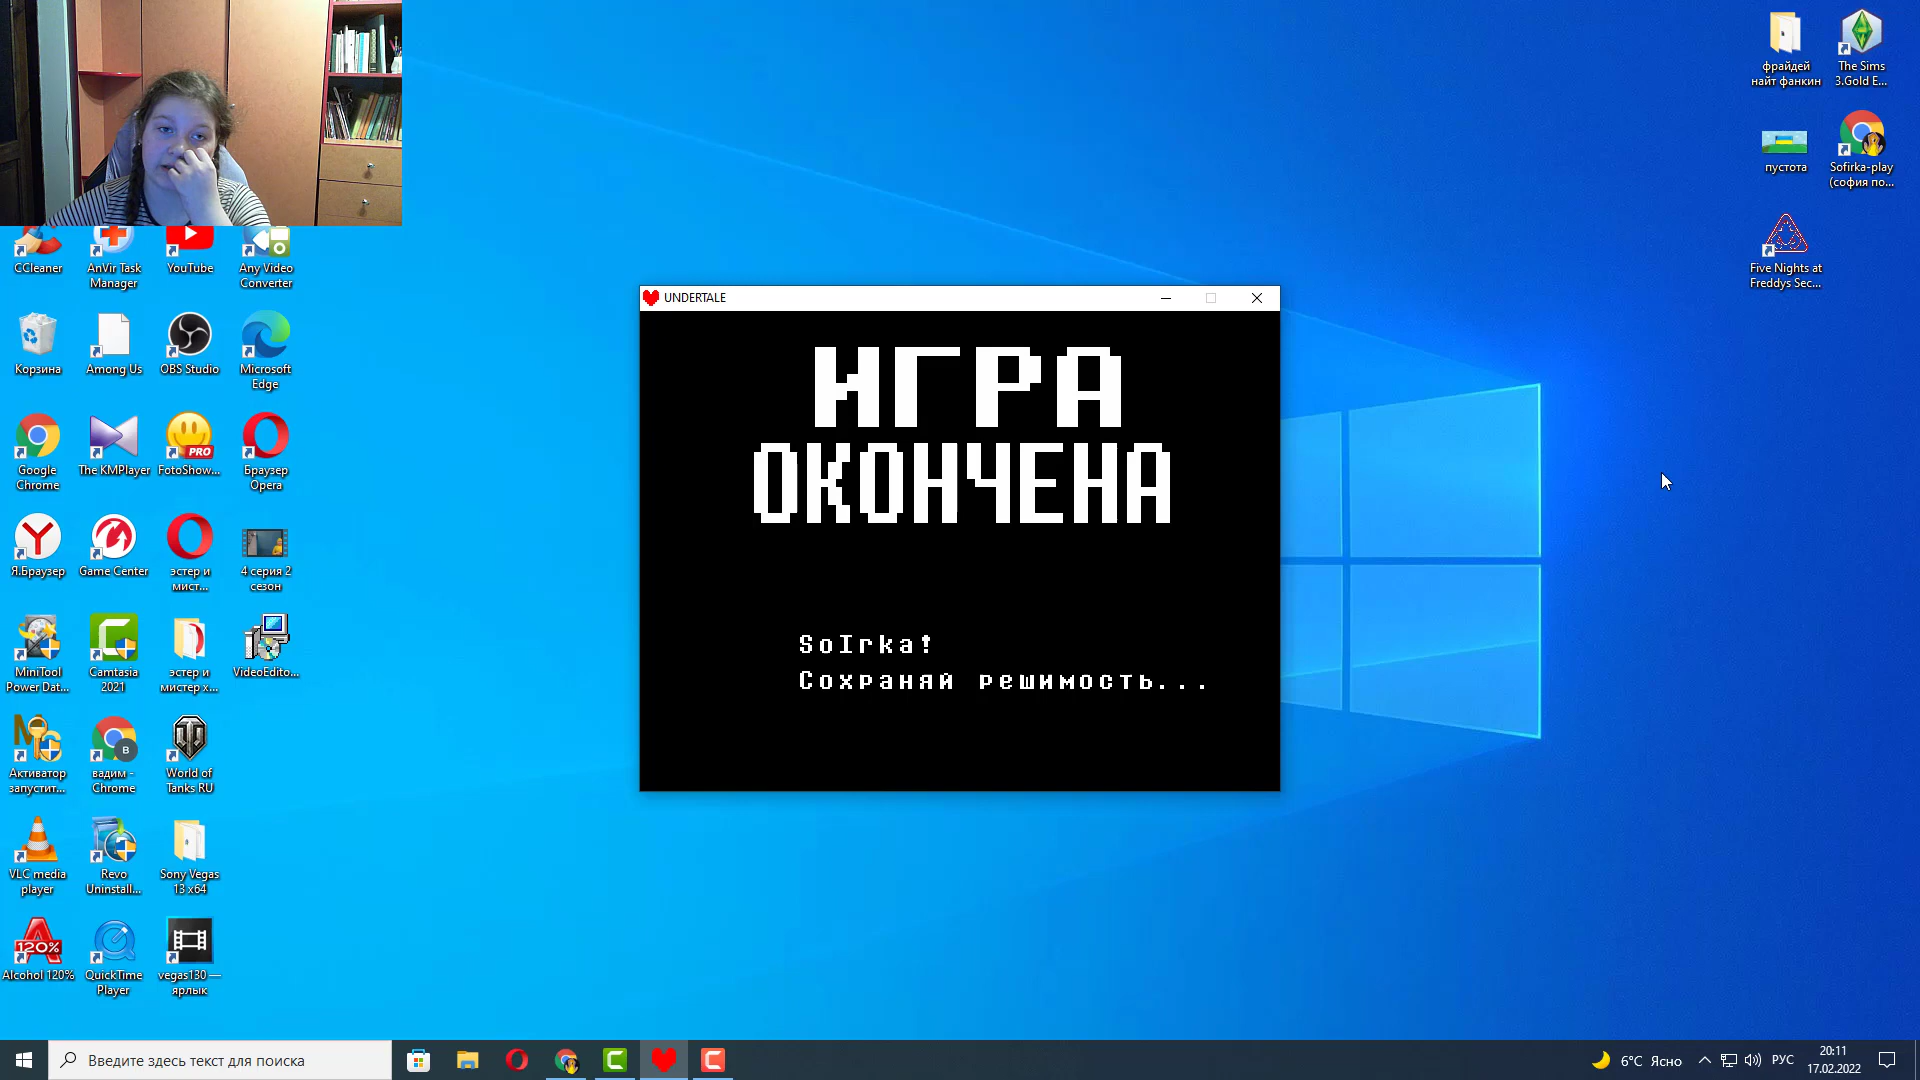 фрайдей
найт фанкин
The Sims
3.Gold E...
пустота
Sofirka-play
(софия по...
Five Nights at
Freddys Sec...
CCleaner
AnVir Task
Manager
YouTube
Any Video
Converter
Корзина
Among Us
OBS Studio
Microsoft
Edge
Google
Chrome
The KMPlayer
PRO
FotoShow...
Браузер
Opera
Я.Браузер
Game Center
эстер и
мист...
4 серия 2
сезон
MiniTool
Power Dat...
Camtasia
2021
эстер и
мистер х...
VideoEdito...
Активатор
запустит...
B
вадим -
Chrome
World of
Tanks RU
VLC media
player
Revo
Uninstall...
Sony Vegas
13 x64
120%
Alcohol 120%
QuickTime
Player
vegas130 —
ярлык
UNDERTALE
ИГРА
ОКОНЧЕНА
SoIrka!
Сохраняй решимость...
Введите здесь текст для поиска
6°C Ясно
РУС
20:11
17.02.2022